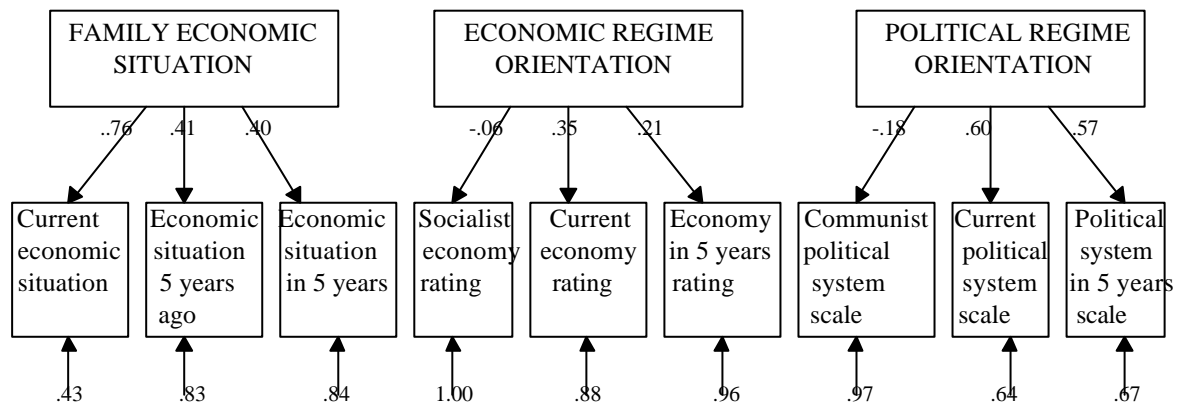 FAMILY ECONOMIC
SITUATION
ECONOMIC REGIME
ORIENTATION
POLITICAL REGIME
ORIENTATION
..76 .41 .40
-.06 .35 .21
-.18 .60 .57
Current
economic
situation
Economic
situation
5 years
ago
Economic
situation
in 5 years
Socialist
economy
rating
Current
economy
rating
Economy
in 5 years
rating
Communist
political
system
scale
Current
political
system
scale
Political
system
in 5 years
scale
.43 .83 .84 1.00 .88 .96 .97 .64 .67